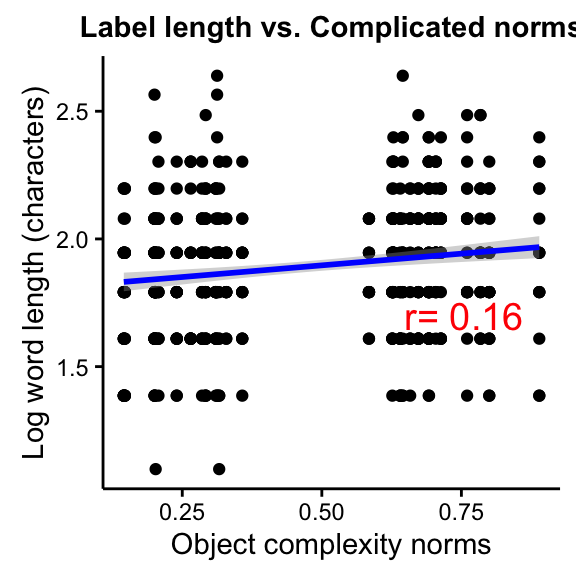 Label length vs. Complicated norms
Log word length (characters)
2.5
2.0
1.5
r= 0.16
0.25 0.50 0.75
Object complexity norms